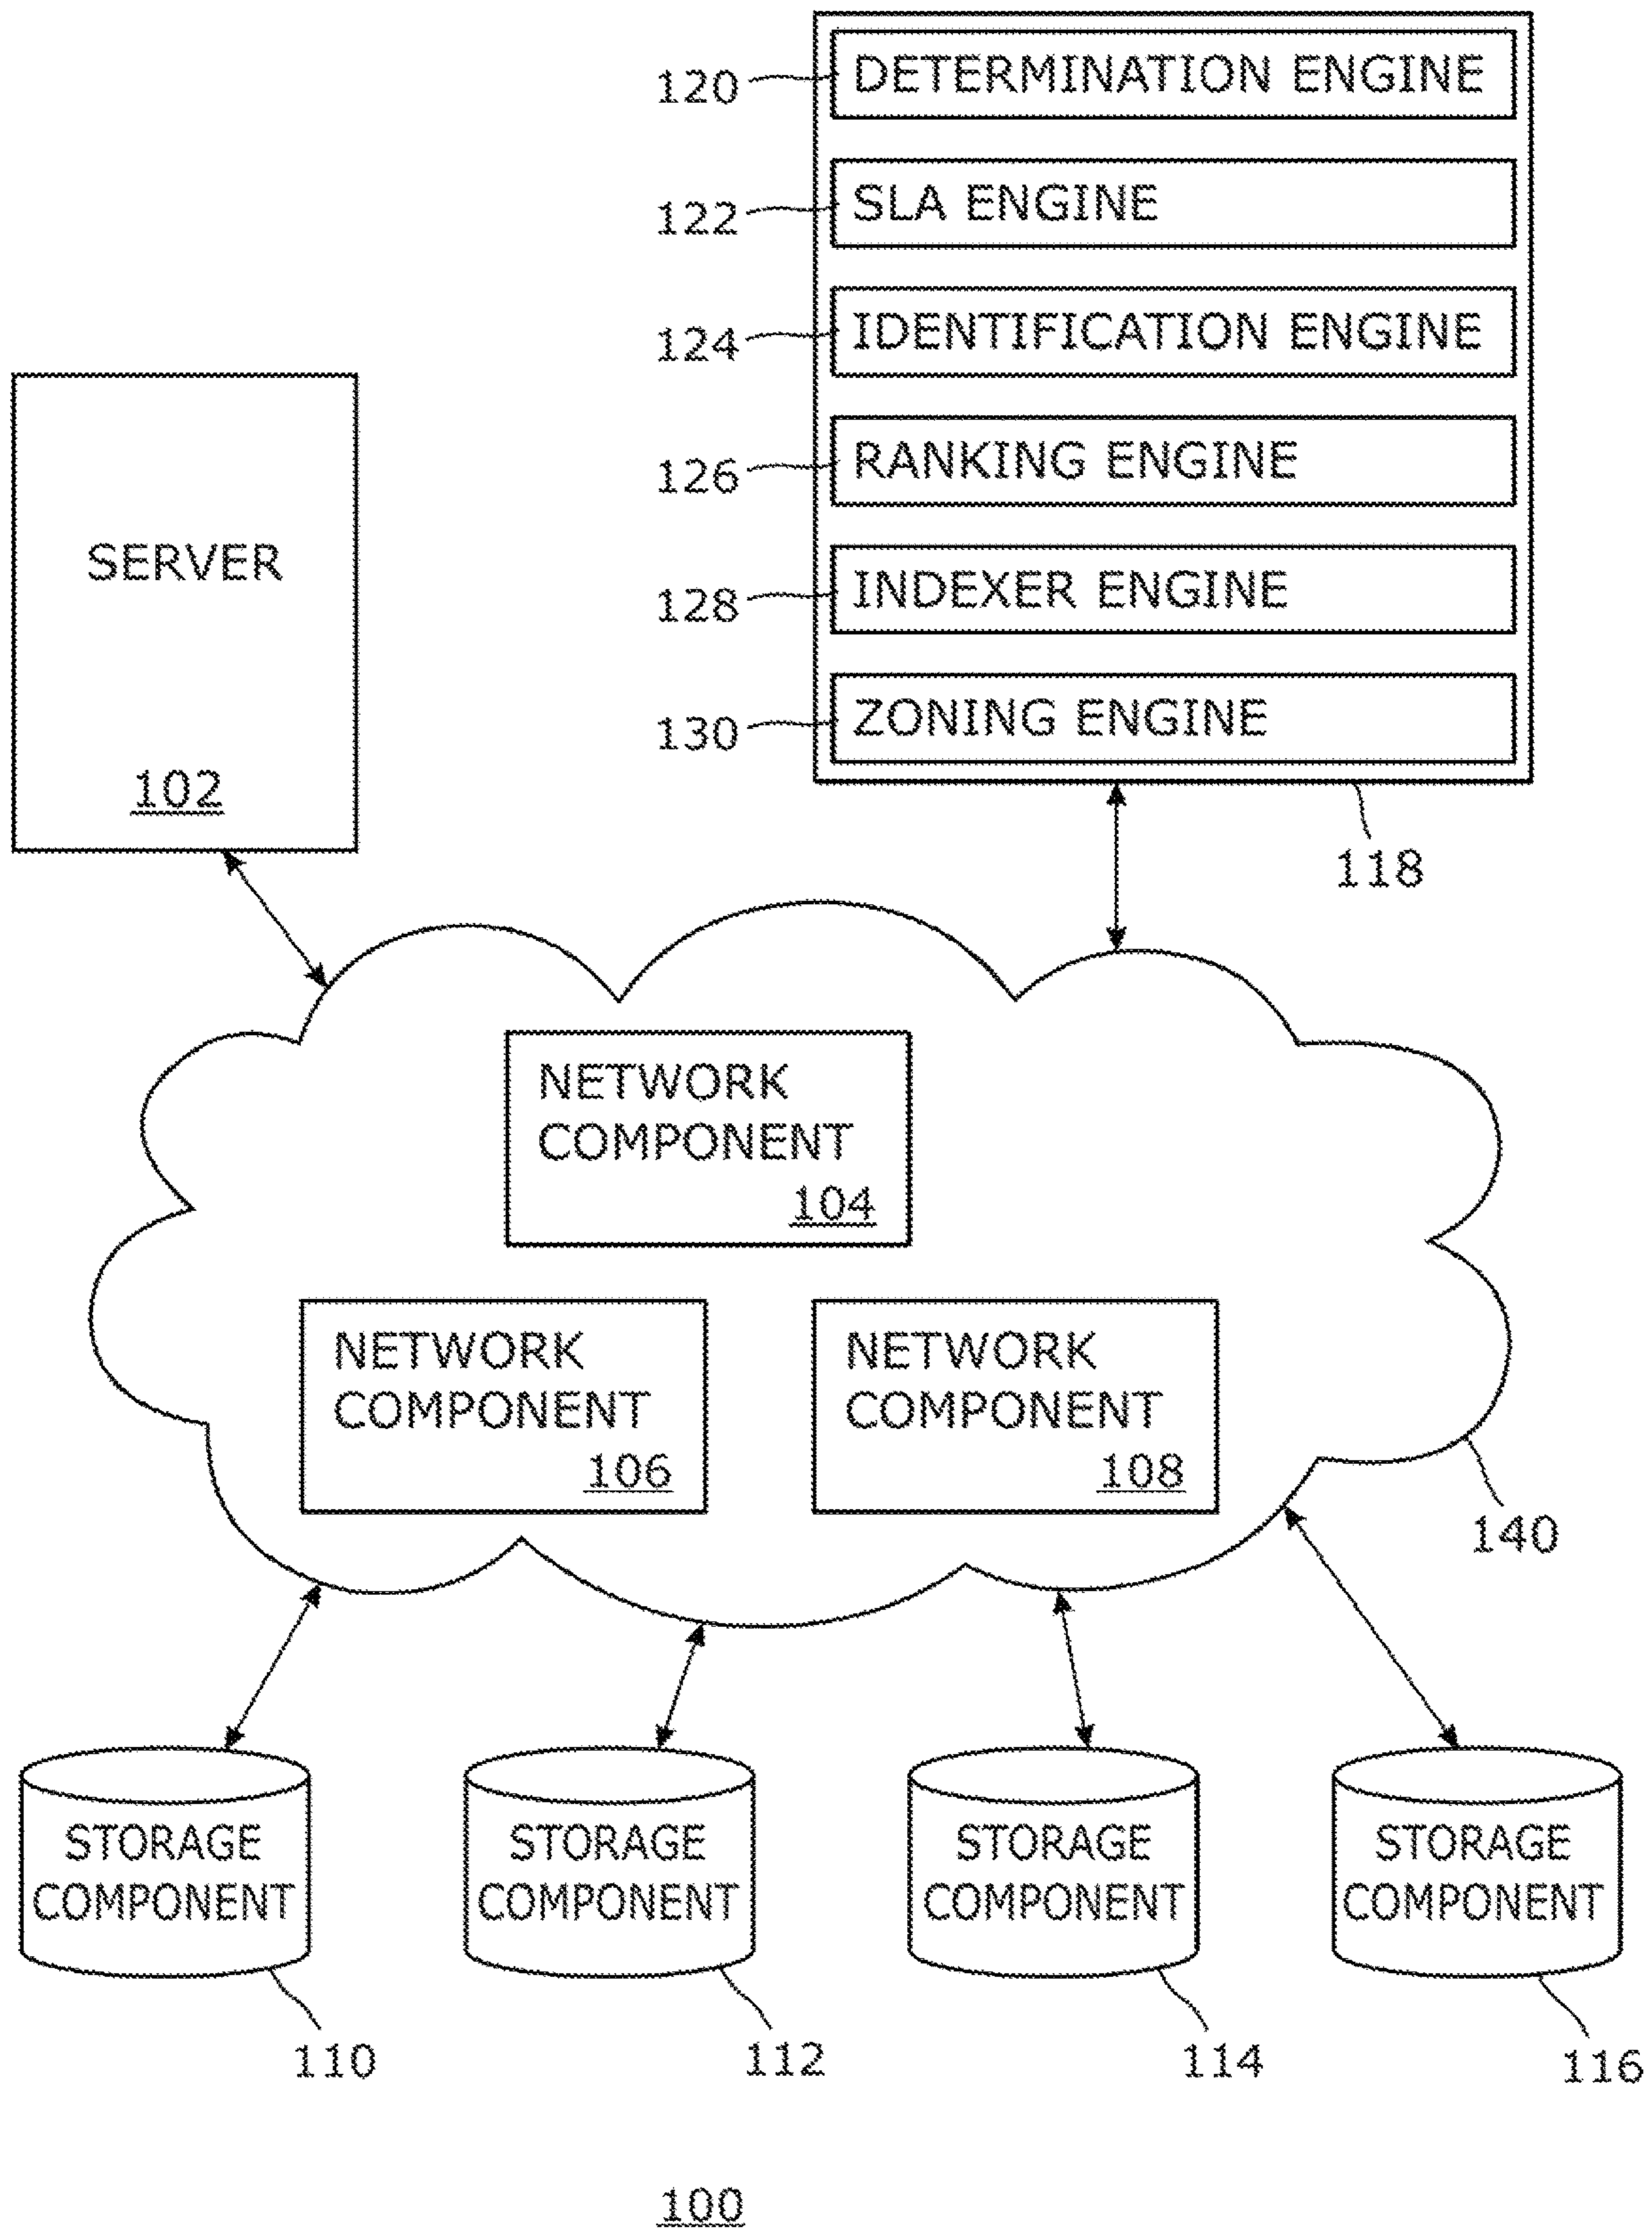 120
DETERMINATION ENGINE
122
SLA ENGINE
124
IDENTIFICATION ENGINE
126
RANKING ENGINE
128
INDEXER ENGINE
130
ZONING ENGINE
118
SERVER
102
NETWORK
COMPONENT
104
NETWORK
COMPONENT
106
NETWORK
COMPONENT
108
140
STORAGE
COMPONENT
110
STORAGE
COMPONENT
112
STORAGE
COMPONENT
114
STORAGE
COMPONENT
116
100